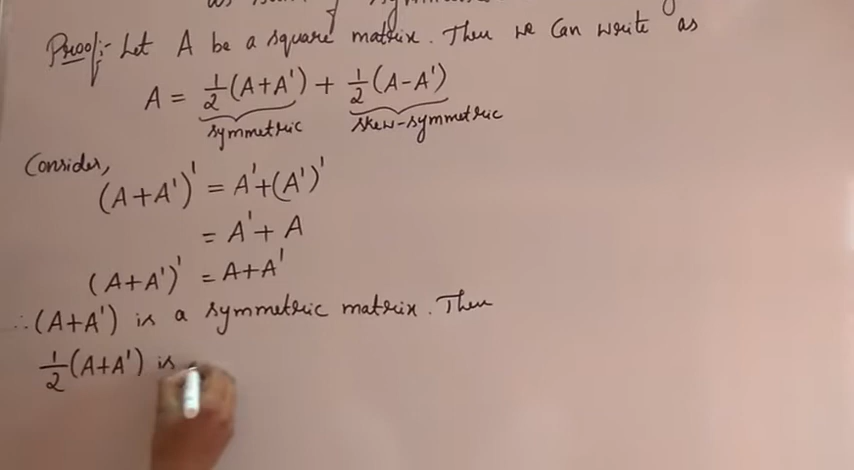 Proof:- Let A be a square matrix. Then we can write as
A = 1/2 (A+A') + 1/2 (A-A')
symmetric skew-symmetric
Consider,
(A+A')' = A'+(A')'
= A'+A
(A+A')' = A+A'
∴ (A+A') is a symmetric matrix. Then
1/2 (A+A') is